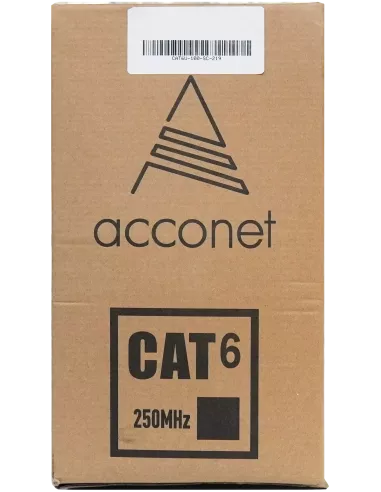 CAT6U-100-SC-219
acconet
CAT6
250MHz